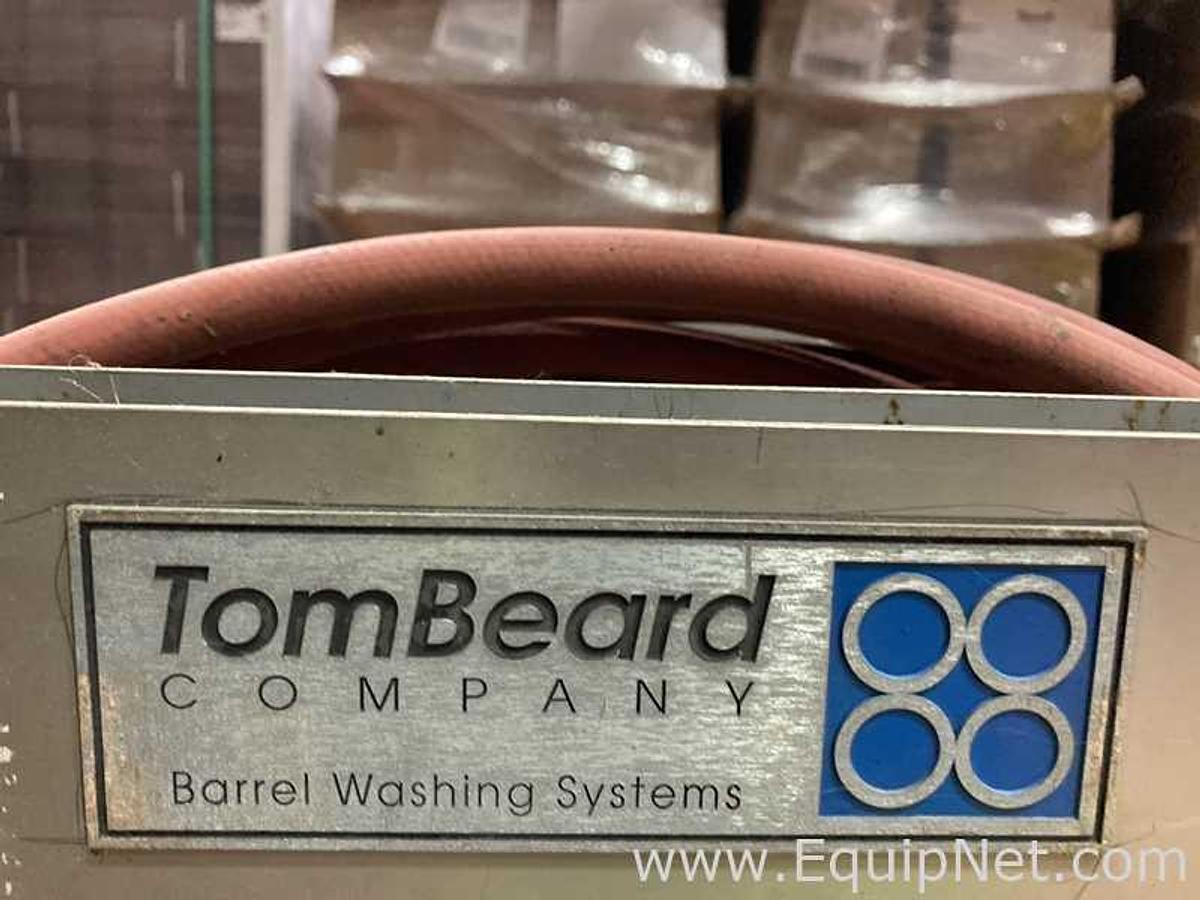 TomBeard
COMPANY
Barrel Washing Systems
www.EquipNet.com